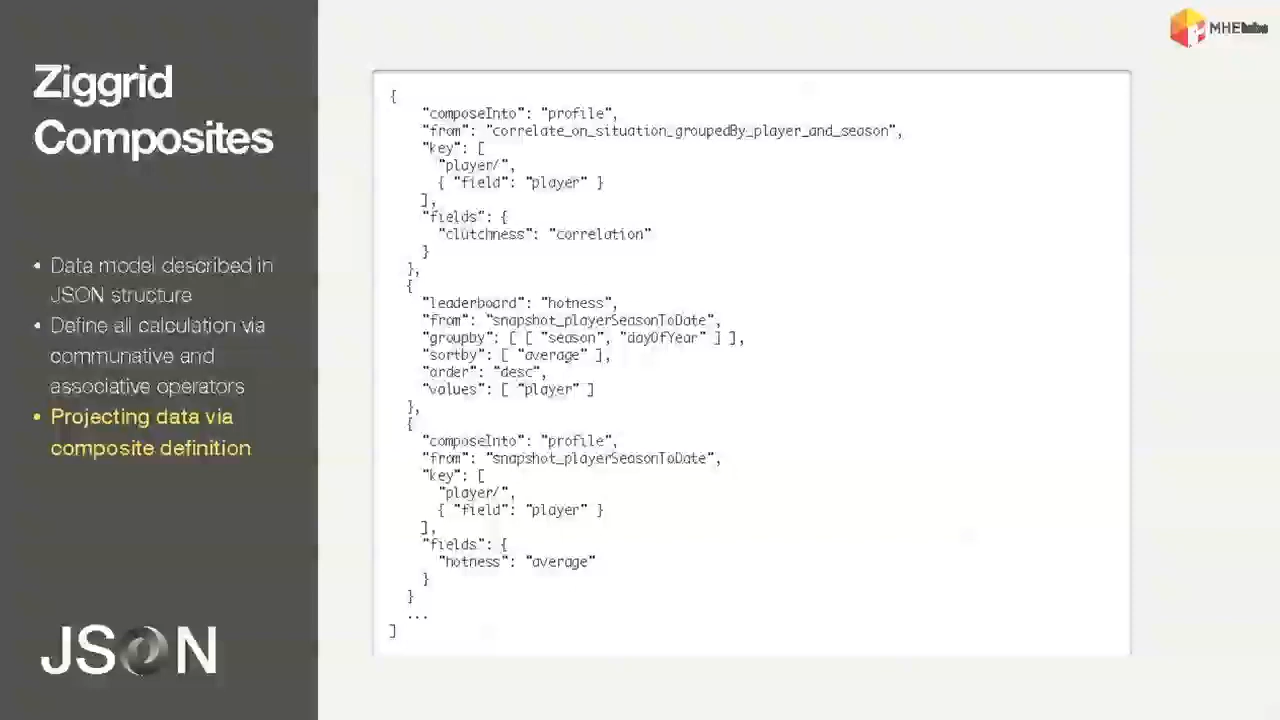 MHElabs
Ziggrid
Composites
• Data model described in
JSON structure
• Define all calculation via
communative and
associative operators
• Projecting data via
composite definition
JSON
{
"composeInto": "profile",
"from": "correlate_on_situation_groupedBy_player_and_season",
"key": [
"player/",
{ "field": "player" }
],
"fields": {
"clutchness": "correlation"
}
},
{
"leaderboard": "hotness",
"from": "snapshot_playerSeasonToDate",
"groupby": [ [ "season", "dayOfYear" ] ],
"sortby": [ "average" ],
"order": "desc",
"values": [ "player" ]
},
{
"composeInto": "profile",
"from": "snapshot_playerSeasonToDate",
"key": [
"player/",
{ "field": "player" }
],
"fields": {
"hotness": "average"
}
}
...
]